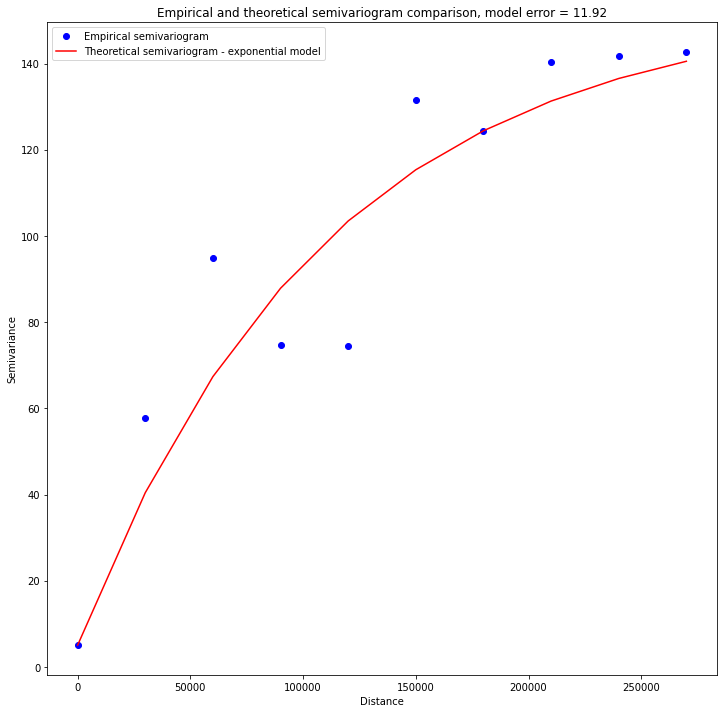 Empirical and theoretical semivariogram comparison, model error = 11.92
Empirical semivariogram
Theoretical semivariogram - exponential model
140
120
100
80
60
40
20
0
Semivariance
0 50000 100000 150000 200000 250000
Distance